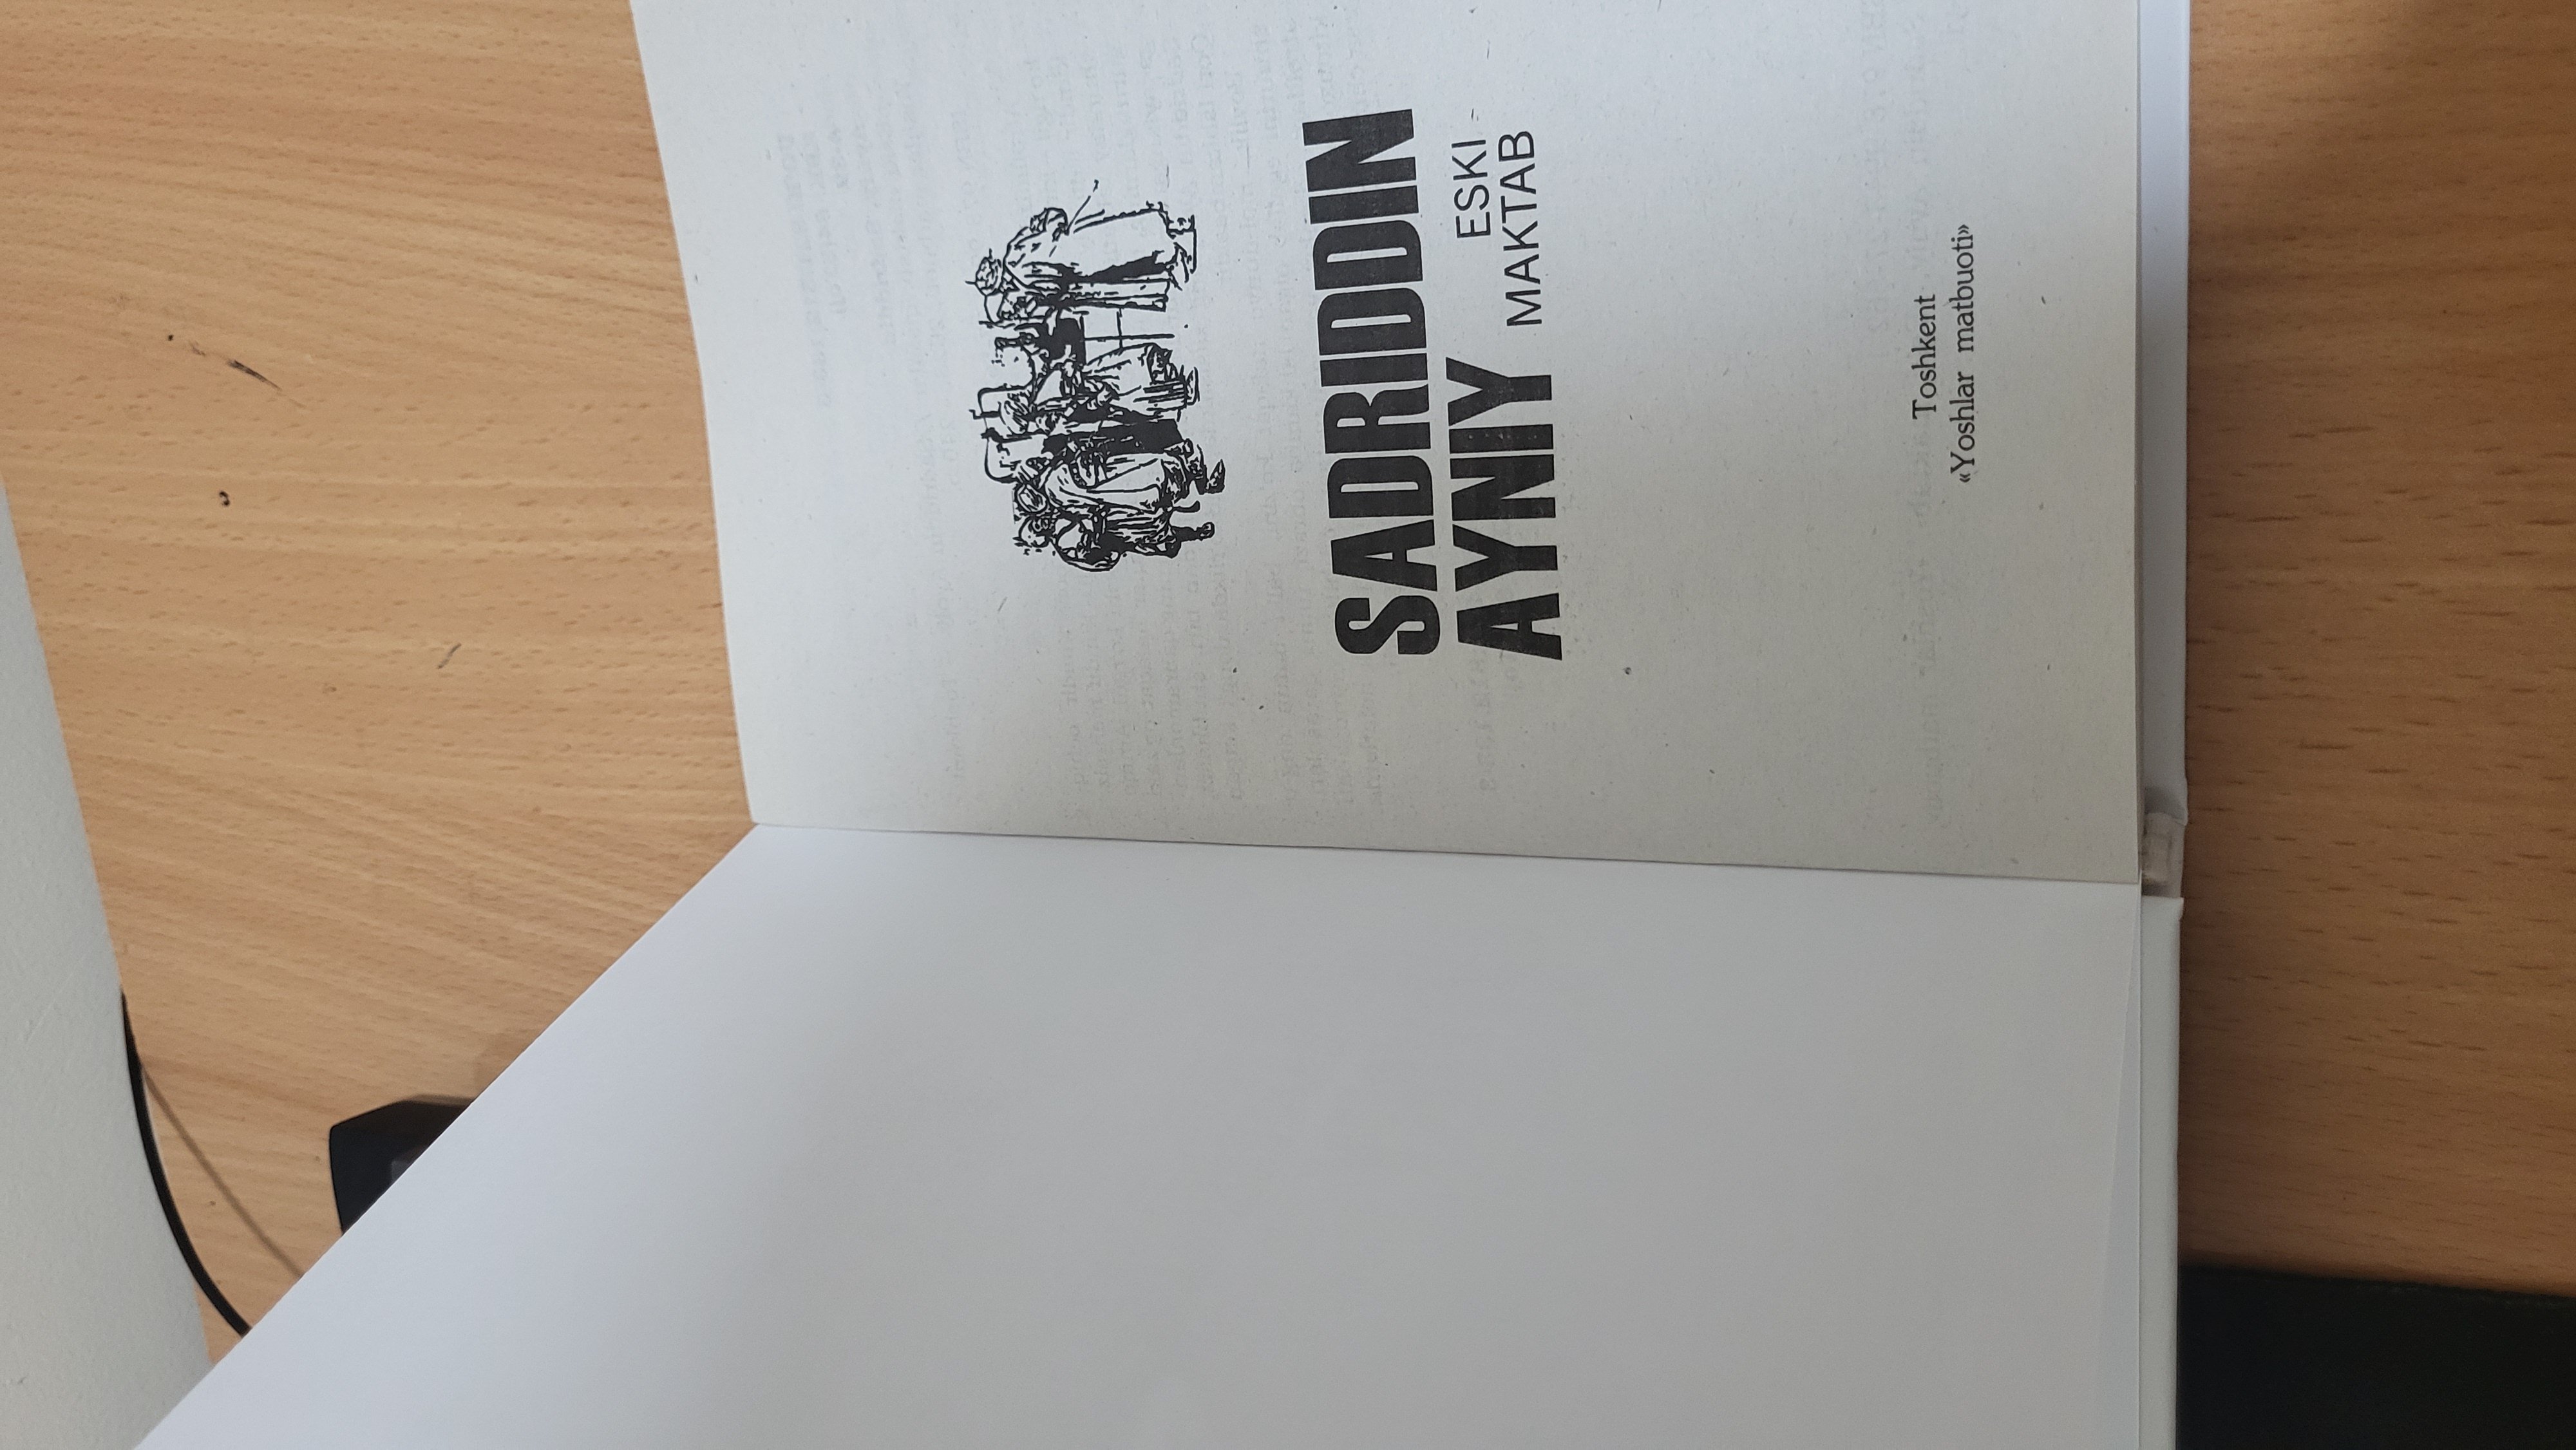 SADRIDDIN
AYNIY
ESKI
MAKTAB
Toshkent
«Yoshlar matbuoti»